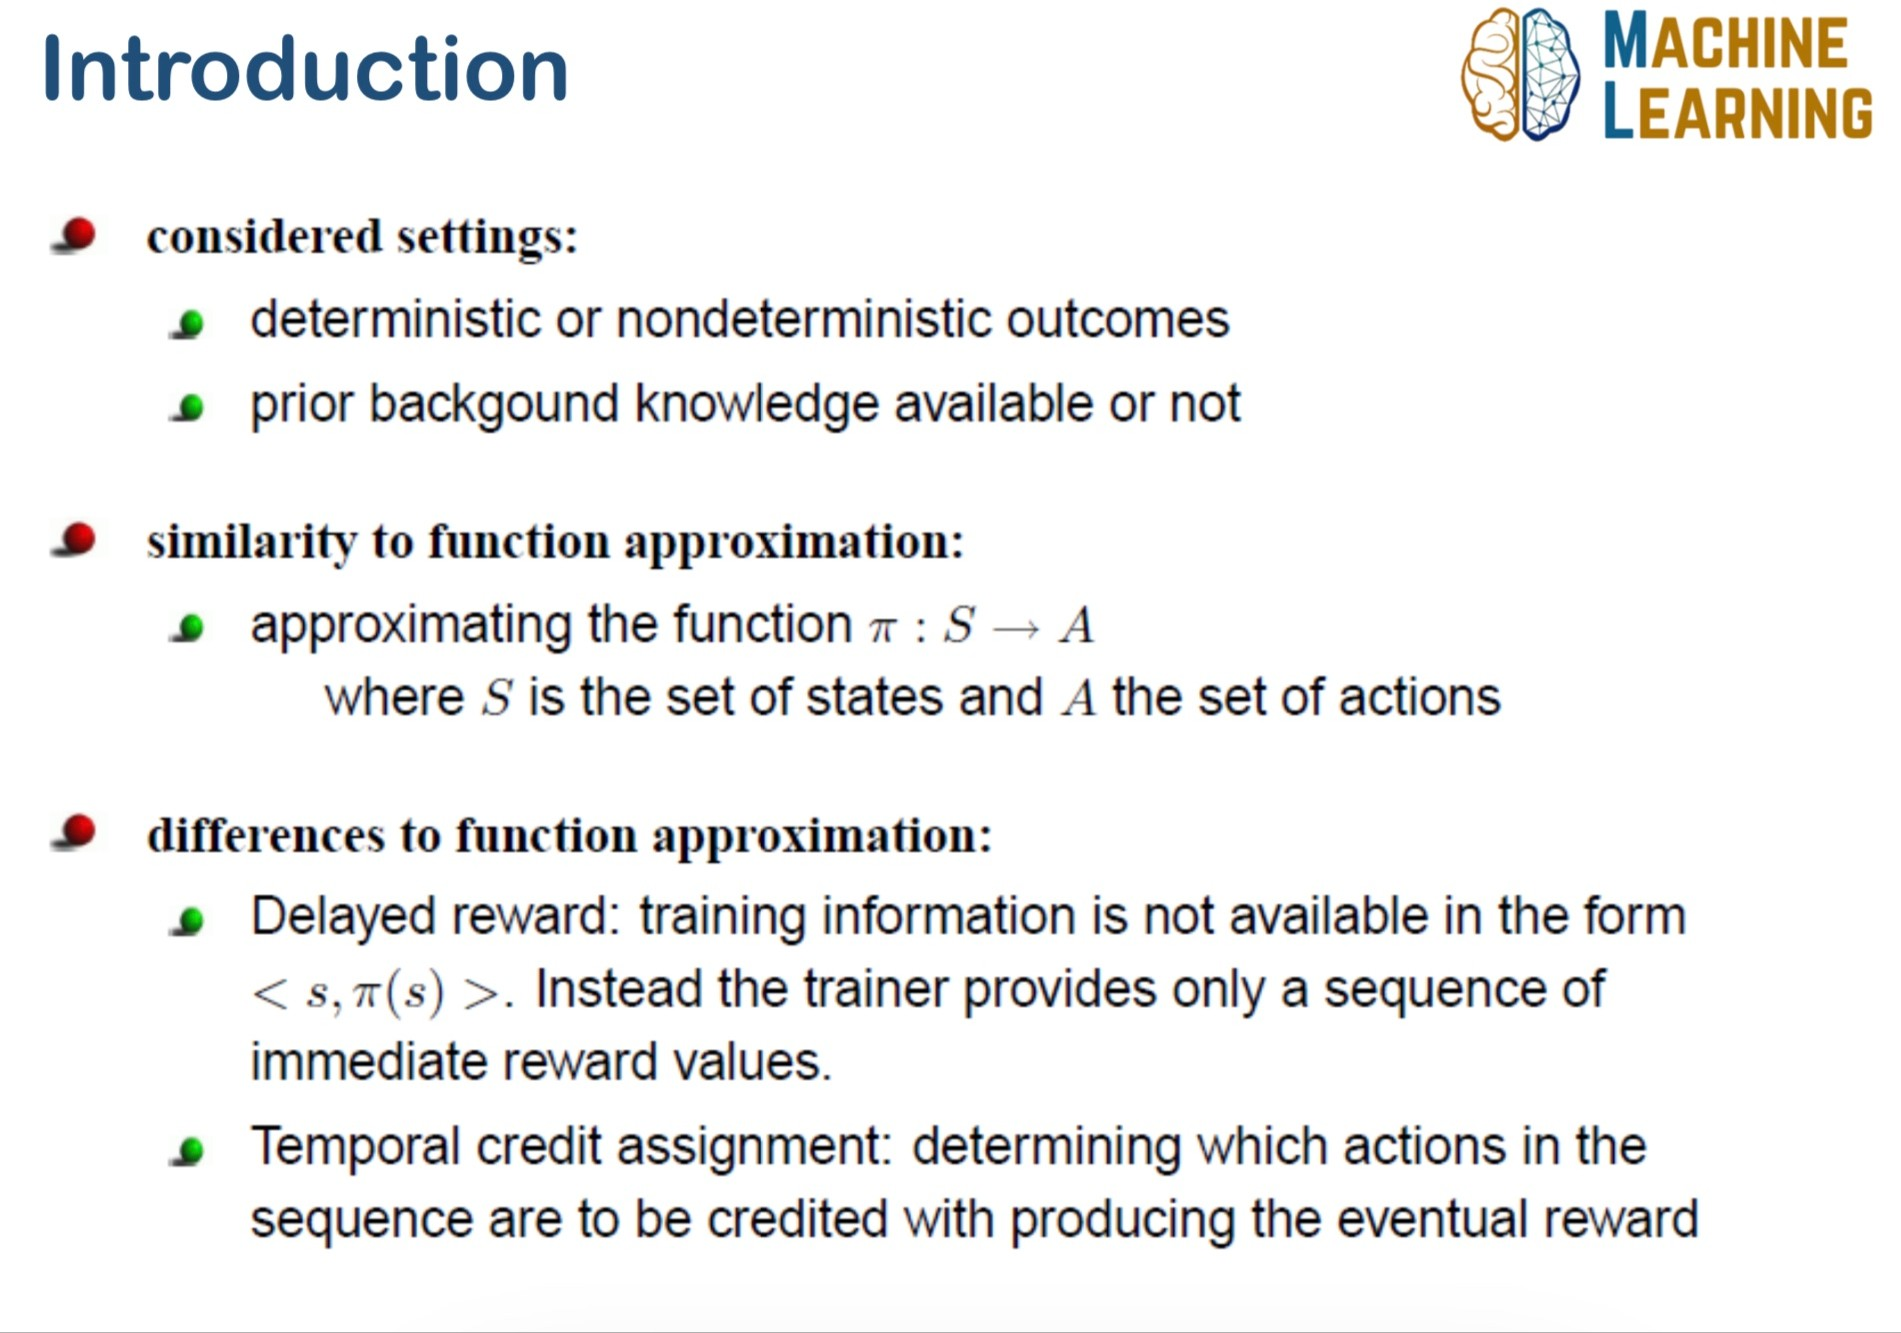 Introduction
MACHINE
LEARNING
considered settings:
deterministic or nondeterministic outcomes
prior backgound knowledge available or not
similarity to function approximation:
approximating the function π : S → A
where S is the set of states and A the set of actions
differences to function approximation:
Delayed reward: training information is not available in the form
< s, π(s) >. Instead the trainer provides only a sequence of
immediate reward values.
Temporal credit assignment: determining which actions in the
sequence are to be credited with producing the eventual reward